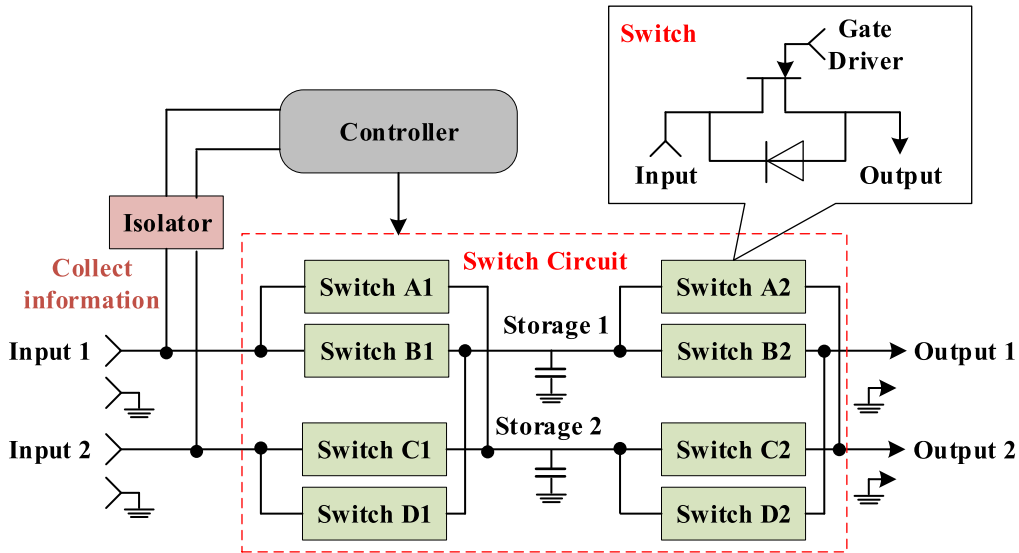 Switch
Gate
Driver
Input
Output
Controller
Isolator
Collect
information
Switch Circuit
Switch A1
Switch A2
Storage 1
Input 1
Switch B1
Switch B2
Output 1
Storage 2
Input 2
Switch C1
Switch C2
Output 2
Switch D1
Switch D2